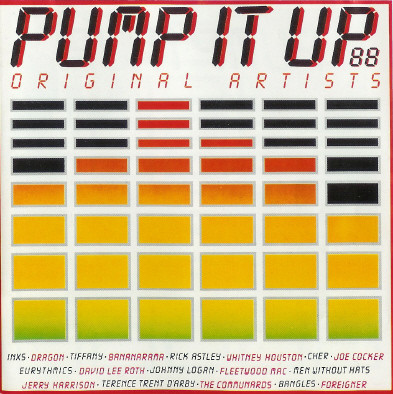 PUMP IT UP 88
ORIGINAL ARTISTS
INXS · DRAGON · TIFFANY · BANANARAMA · RICK ASTLEY · WHITNEY HOUSTON · CHER · JOE COCKER
EURYTHMICS · DAVID LEE ROTH · JOHNNY LOGAN · FLEETWOOD MAC · MEN WITHOUT HATS
JERRY HARRISON · TERENCE TRENT D'ARBY · THE COMMUNARDS · BANGLES · FOREIGNER